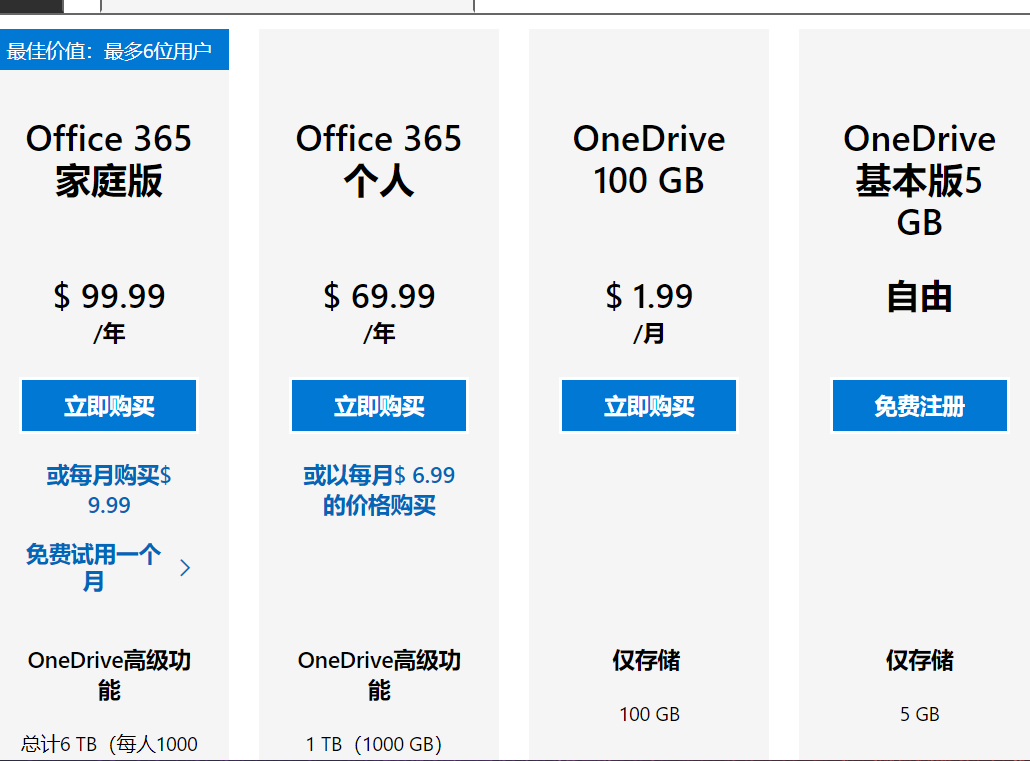 最佳价值：最多6位用户
Office 365
家庭版
$ 99.99
/年
立即购买
或每月购买$
9.99
免费试用一个
月
OneDrive高级功
能
总计6 TB（每人1000
Office 365
个人
$ 69.99
/年
立即购买
或以每月$ 6.99
的价格购买
OneDrive高级功
能
1 TB（1000 GB）
OneDrive
100 GB
$ 1.99
/月
立即购买
仅存储
100 GB
OneDrive
基本版5
GB
自由
免费注册
仅存储
5 GB